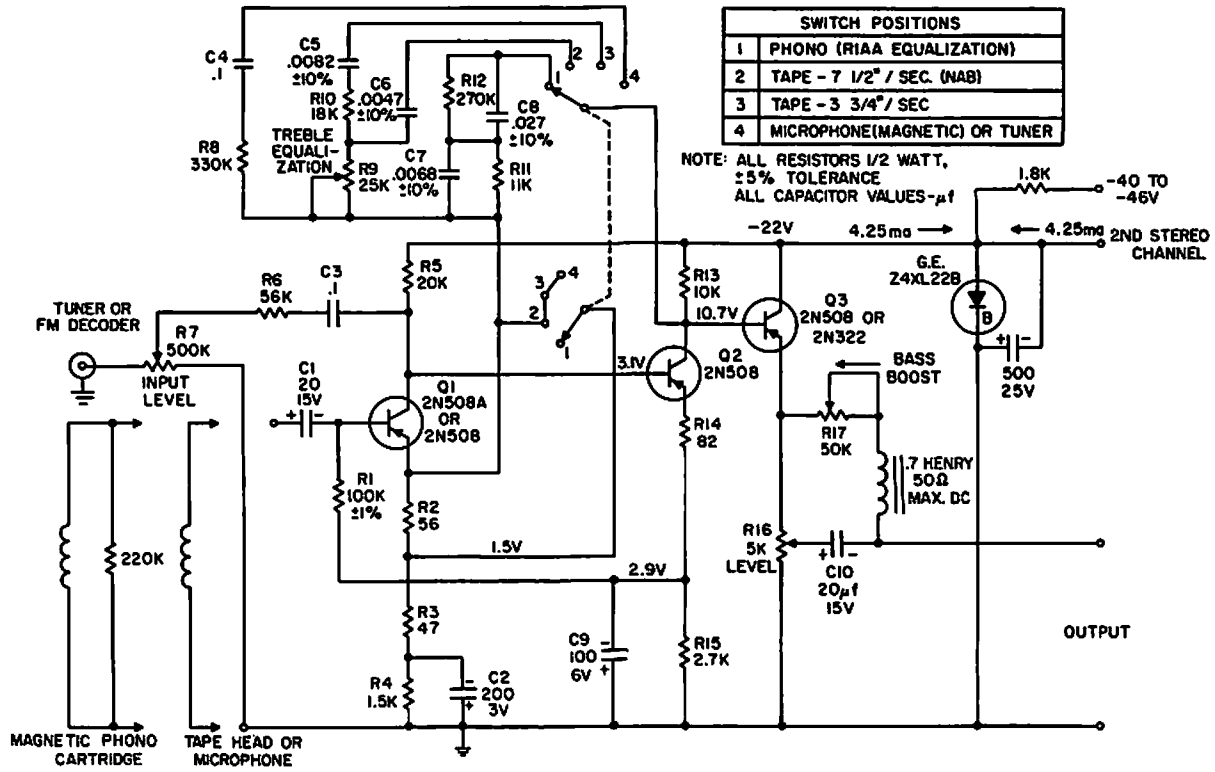 SWITCH POSITIONS
1 PHONO (RIAA EQUALIZATION)
2 TAPE - 7 1/2" / SEC. (NAB)
3 TAPE - 3 3/4" / SEC
4 MICROPHONE(MAGNETIC) OR TUNER
NOTE: ALL RESISTORS 1/2 WATT,
±5% TOLERANCE
ALL CAPACITOR VALUES-μf
C4
.1
C5
.0082
±10%
R10
18K
C6
.0047
±10%
R12
270K
C8
.027
±10%
1
2
3
4
R8
330K
TREBLE
EQUALI-
ZATION
R9
25K
C7
.0068
±10%
R11
11K
1.8K
-40 TO
-46V
-22V
4.25ma
4.25ma
2ND STEREO
CHANNEL
G.E.
Z4XL22B
B
+ -
500
25V
TUNER OR
FM DECODER
R6
56K
C3
.1
R5
20K
3
4
2
1
R13
10K
10.7V
Q3
2N508 OR
2N322
R7
500K
INPUT
LEVEL
C1
20
15V
+ -
Q1
2N508A
OR
2N508
3.1V
Q2
2N508
BASS
BOOST
R14
82
R17
50K
.7 HENRY
50Ω
MAX. DC
R1
100K
±1%
R2
56
1.5V
R16
5K
LEVEL
+ -
C10
20μf
15V
220K
2.9V
R3
47
C9
100
6V
-
+
R15
2.7K
OUTPUT
R4
1.5K
-
+
C2
200
3V
MAGNETIC PHONO
CARTRIDGE
TAPE HEAD OR
MICROPHONE